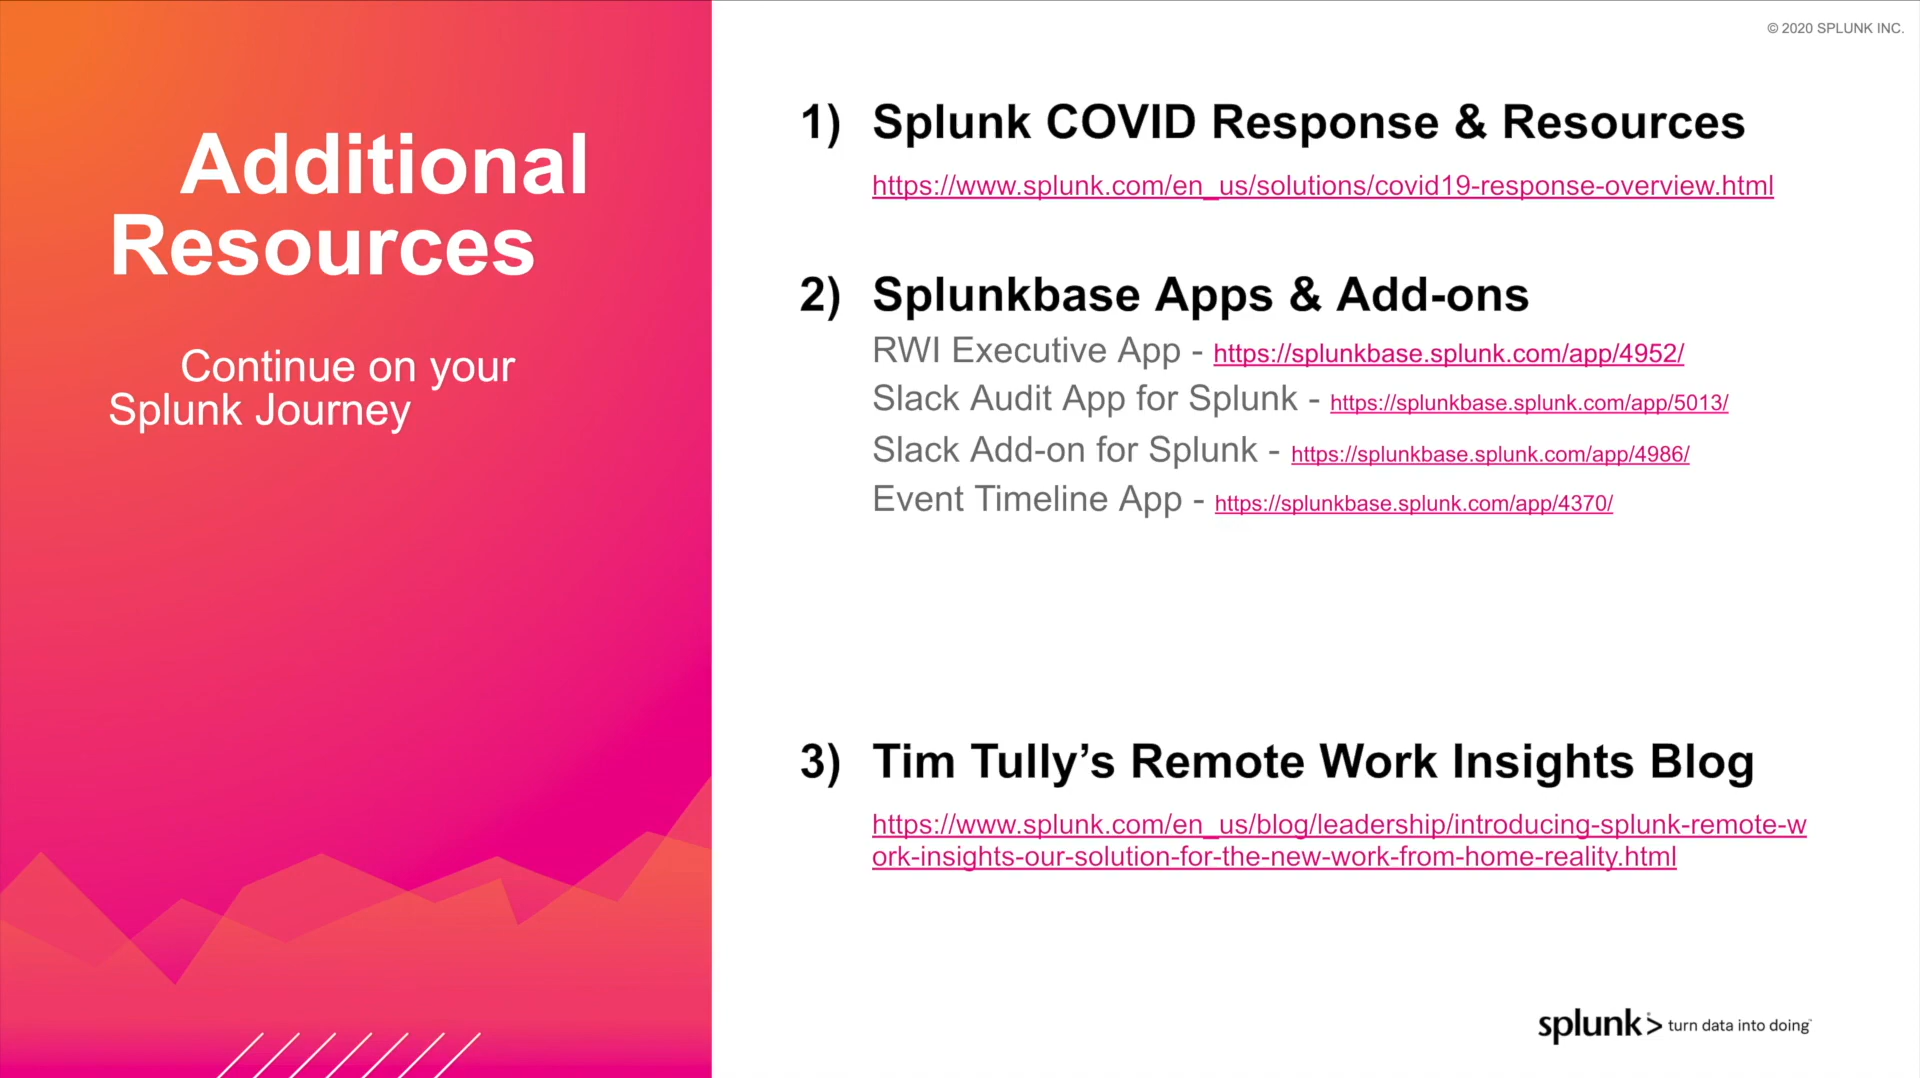 © 2020 SPLUNK INC.
Additional
Resources
Continue on your
Splunk Journey
1) Splunk COVID Response & Resources
https://www.splunk.com/en_us/solutions/covid19-response-overview.html
2) Splunkbase Apps & Add-ons
RWI Executive App - https://splunkbase.splunk.com/app/4952/
Slack Audit App for Splunk - https://splunkbase.splunk.com/app/5013/
Slack Add-on for Splunk - https://splunkbase.splunk.com/app/4986/
Event Timeline App - https://splunkbase.splunk.com/app/4370/
3) Tim Tully’s Remote Work Insights Blog
https://www.splunk.com/en_us/blog/leadership/introducing-splunk-remote-w
ork-insights-our-solution-for-the-new-work-from-home-reality.html
splunk> turn data into doing™